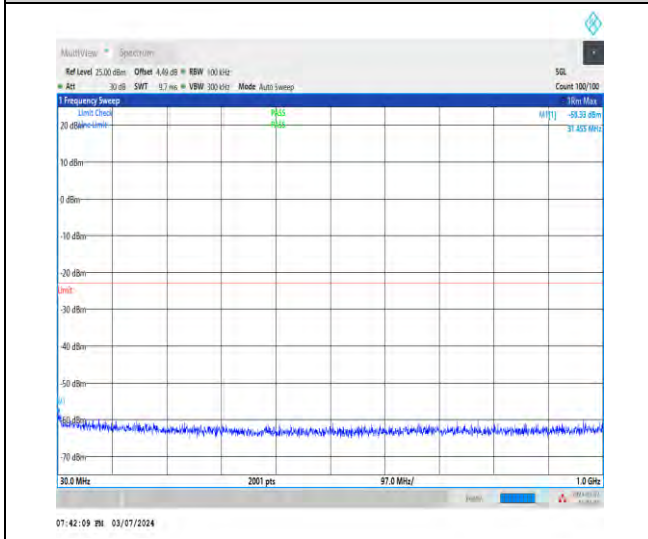 MultiView Spectrum
Ref Level 25.00 dBm Offset 4.49 dB RBW 100 kHz SGL
Att 30 dB SWT 9.7 ms VBW 300 kHz Mode Auto Sweep Count 100/100
1 Frequency Sweep 1Rm Max
Limit Check PASS M1[1]
20 dBm PASS 31.455 MHz
10 dBm
0 dBm
-10 dBm
-20 dBm
Limit
-30 dBm
-40 dBm
-50 dBm
M1
-60 dBm
-70 dBm
30.0 MHz 2001 pts 97.0 MHz/ 1.0 GHz
07:42:09 PM 03/07/2024